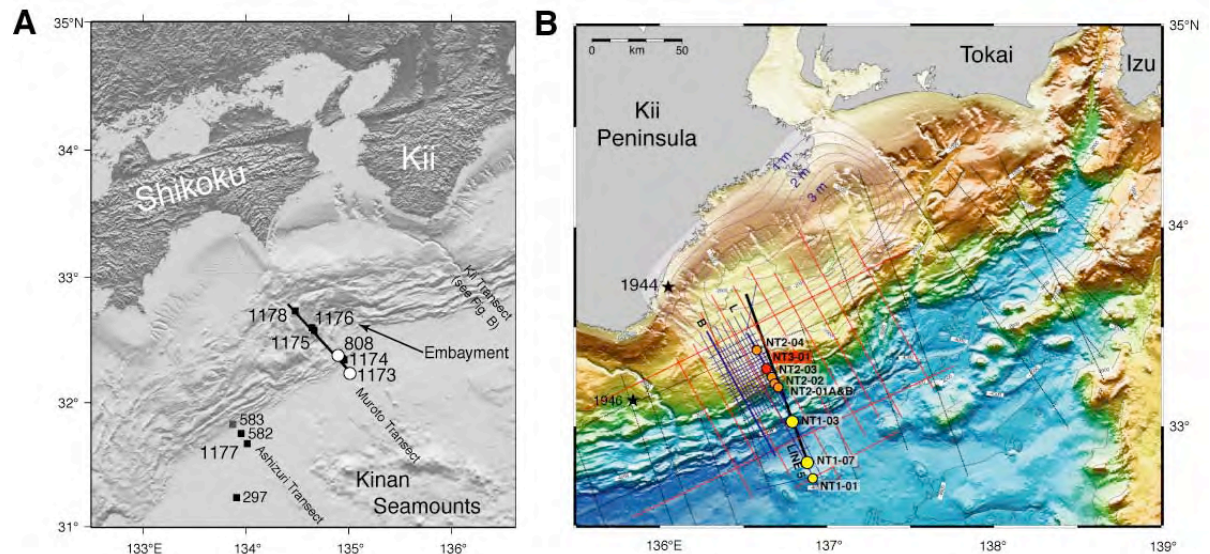 A
35°N
34°
33°
32°
31°
133°E
134°
135°
136°
Shikoku
Kii
Kii Transect
(see Fig. B)
1178
1176
1175
808
1174
1173
Embayment
Muroto Transect
583
582
1177
Ashizuri Transect
297
Kinan
Seamounts
B
0
km
50
Tokai
Izu
Kii
Peninsula
1 m
2 m
3 m
1944
1946
B
L
NT2-04
NT3-01
NT2-03
NT2-02
NT2-01A&B
NT1-03
LINE 5
NT1-07
NT1-01
35°N
34°
33°
136°E
137°
138°
139°